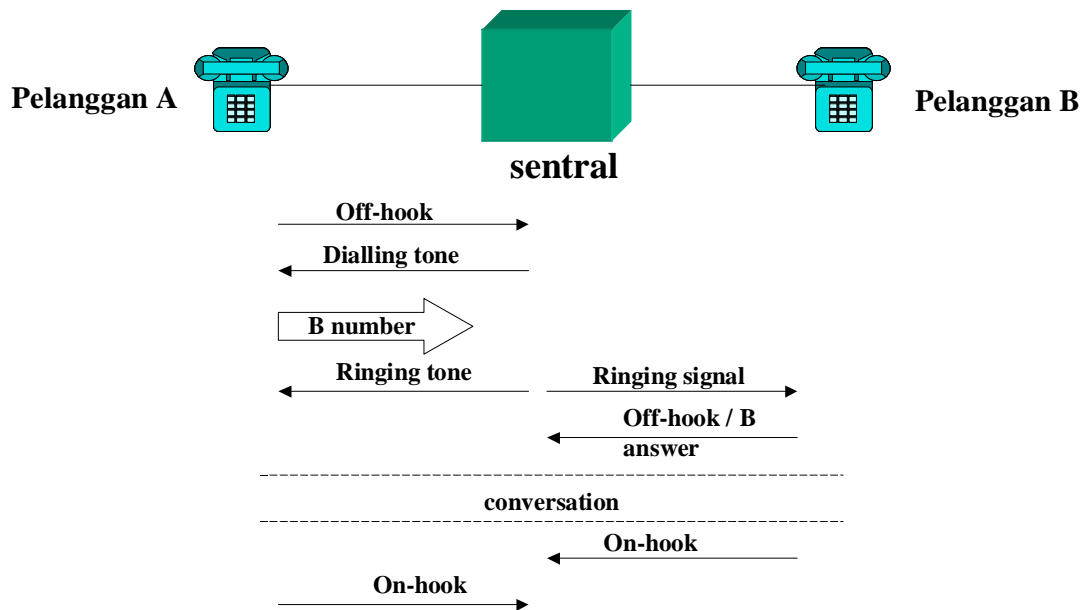 Pelanggan A
Pelanggan B
sentral
Off-hook
Dialling tone
B number
Ringing tone
Ringing signal
Off-hook / B
answer
conversation
On-hook
On-hook